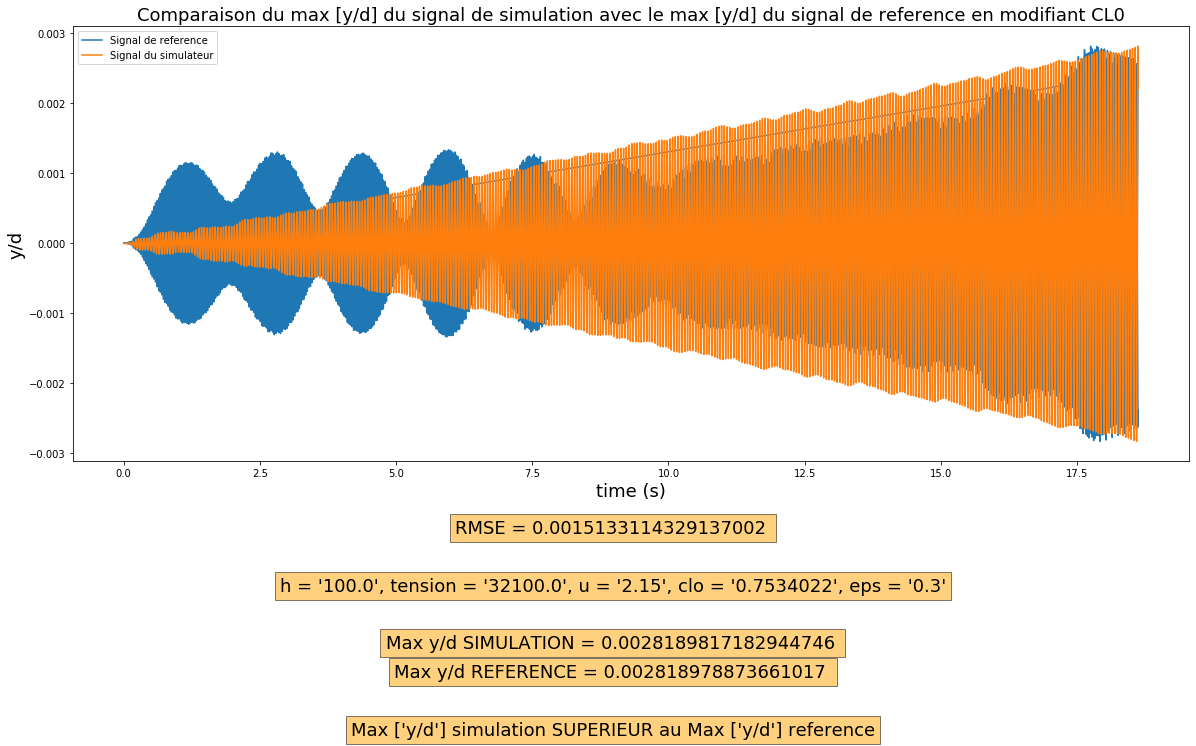 Comparaison du max [y/d] du signal de simulation avec le max [y/d] du signal de reference en modifiant CL0
Signal de reference
Signal du simulateur
0.003
0.002
0.001
0.000
−0.001
−0.002
−0.003
y/d
0.0
2.5
5.0
7.5
10.0
12.5
15.0
17.5
time (s)
RMSE = 0.0015133114329137002
h = '100.0', tension = '32100.0', u = '2.15', clo = '0.7534022', eps = '0.3'
Max y/d SIMULATION = 0.0028189817182944746
Max y/d REFERENCE = 0.002818978873661017
Max ['y/d'] simulation SUPERIEUR au Max ['y/d'] reference